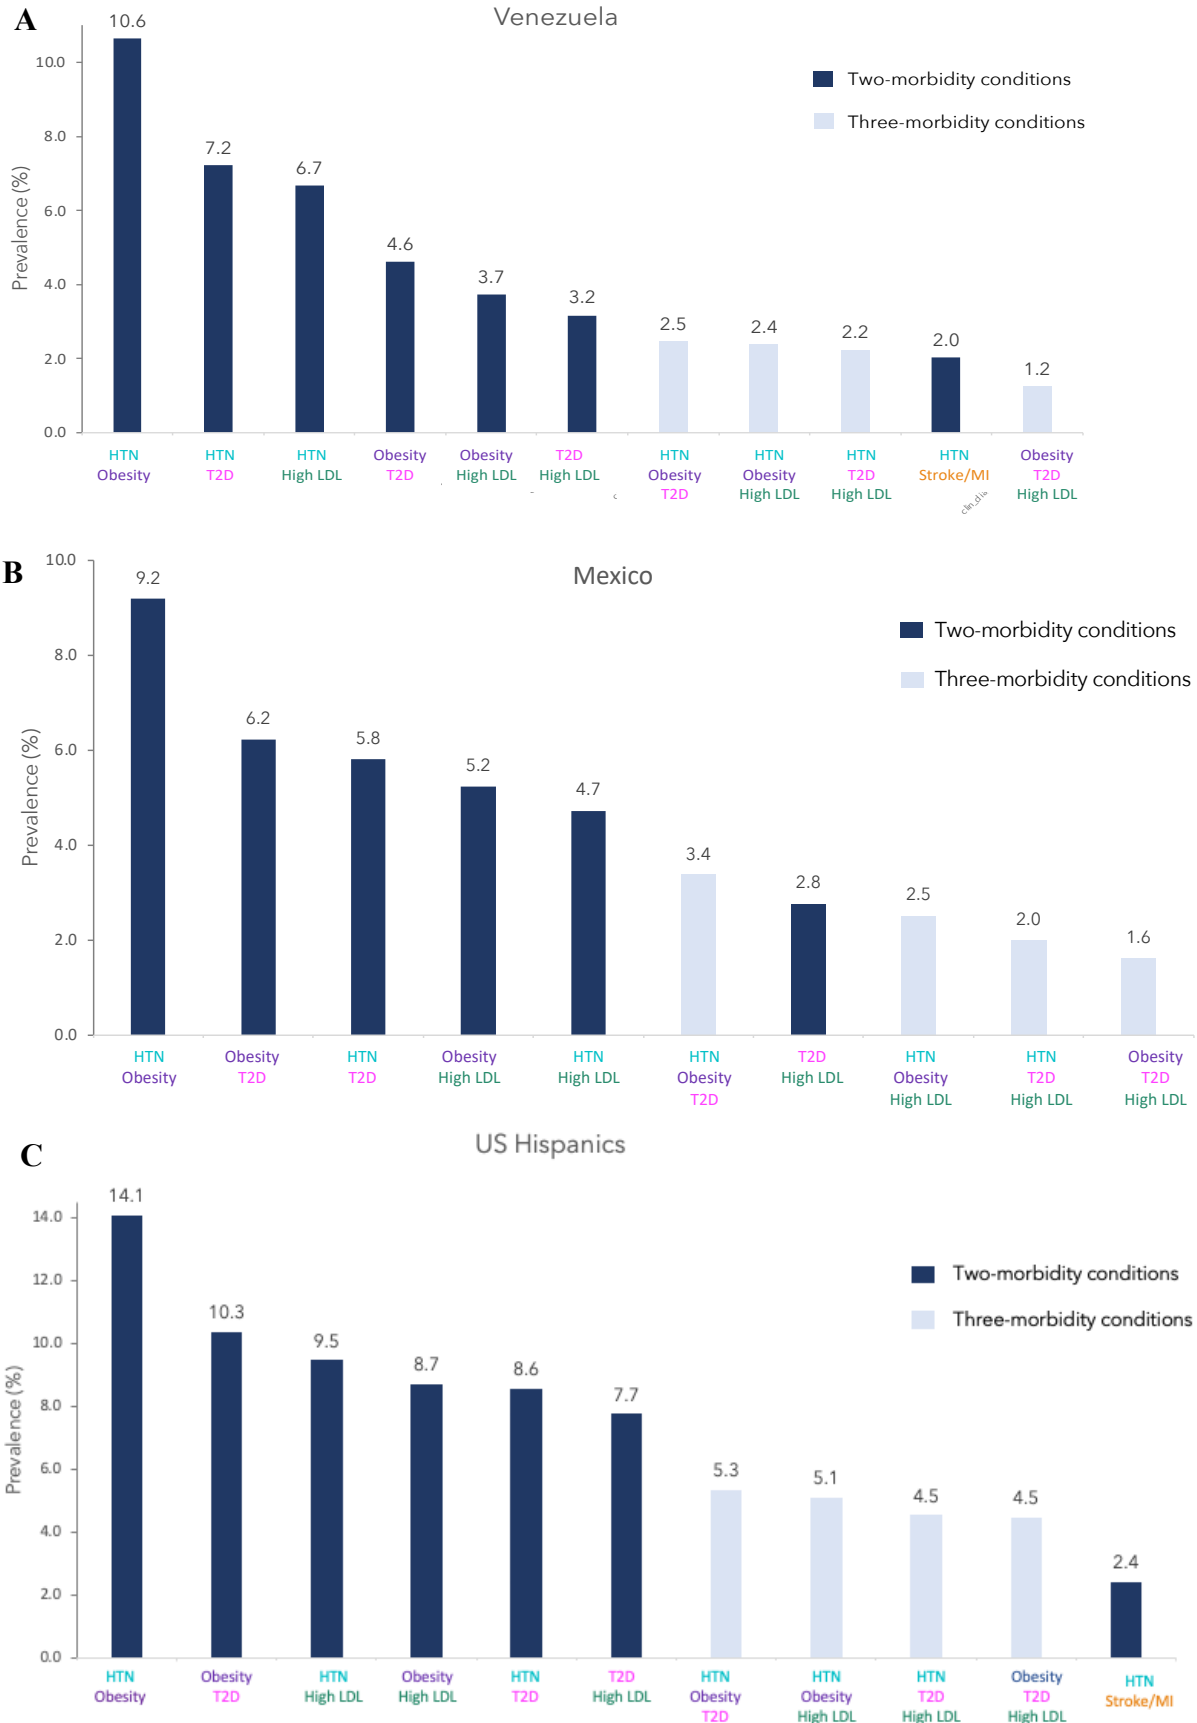 A
Venezuela
Prevalence (%)
10.0
8.0
6.0
4.0
2.0
0.0
Two-morbidity conditions
Three-morbidity conditions
10.6
7.2
6.7
4.6
3.7
3.2
2.5
2.4
2.2
2.0
1.2
HTN
Obesity
HTN
T2D
HTN
High LDL
Obesity
T2D
Obesity
High LDL
T2D
High LDL
HTN
Obesity
T2D
HTN
Obesity
High LDL
HTN
T2D
High LDL
HTN
Stroke/MI
Obesity
T2D
High LDL
B
Mexico
Prevalence (%)
10.0
8.0
6.0
4.0
2.0
0.0
Two-morbidity conditions
Three-morbidity conditions
9.2
6.2
5.8
5.2
4.7
3.4
2.8
2.5
2.0
1.6
HTN
Obesity
Obesity
T2D
HTN
T2D
Obesity
High LDL
HTN
High LDL
HTN
Obesity
T2D
T2D
High LDL
HTN
Obesity
High LDL
HTN
T2D
High LDL
Obesity
T2D
High LDL
C
US Hispanics
Prevalence (%)
14.0
12.0
10.0
8.0
6.0
4.0
2.0
0.0
Two-morbidity conditions
Three-morbidity conditions
14.1
10.3
9.5
8.7
8.6
7.7
5.3
5.1
4.5
4.5
2.4
HTN
Obesity
Obesity
T2D
HTN
High LDL
Obesity
High LDL
HTN
T2D
T2D
High LDL
HTN
Obesity
T2D
HTN
Obesity
High LDL
HTN
T2D
High LDL
Obesity
T2D
High LDL
HTN
Stroke/MI